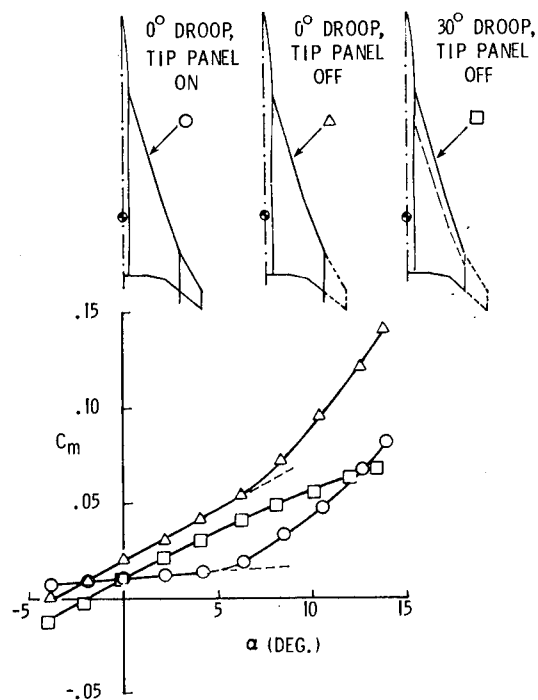 0° DROOP,
TIP PANEL
ON
0° DROOP,
TIP PANEL
OFF
30° DROOP,
TIP PANEL
OFF
.15
.10
Cm
.05
-5
0
5
10
15
α (DEG.)
-.05